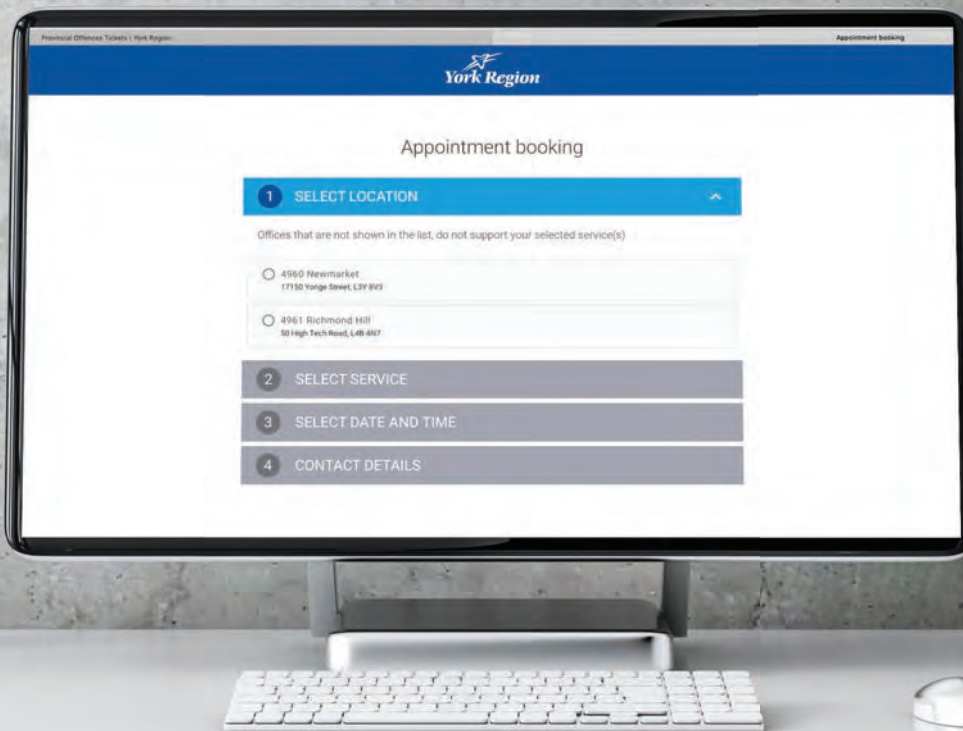 Provincial Offences Tickets | York Region
Appointment booking
York Region
Appointment booking
1 SELECT LOCATION
Offices that are not shown in the list, do not support your selected service(s)
4960 Newmarket
17150 Yonge Street, L3Y 8V3
4961 Richmond Hill
50 High Tech Road, L4B 4N7
2 SELECT SERVICE
3 SELECT DATE AND TIME
4 CONTACT DETAILS